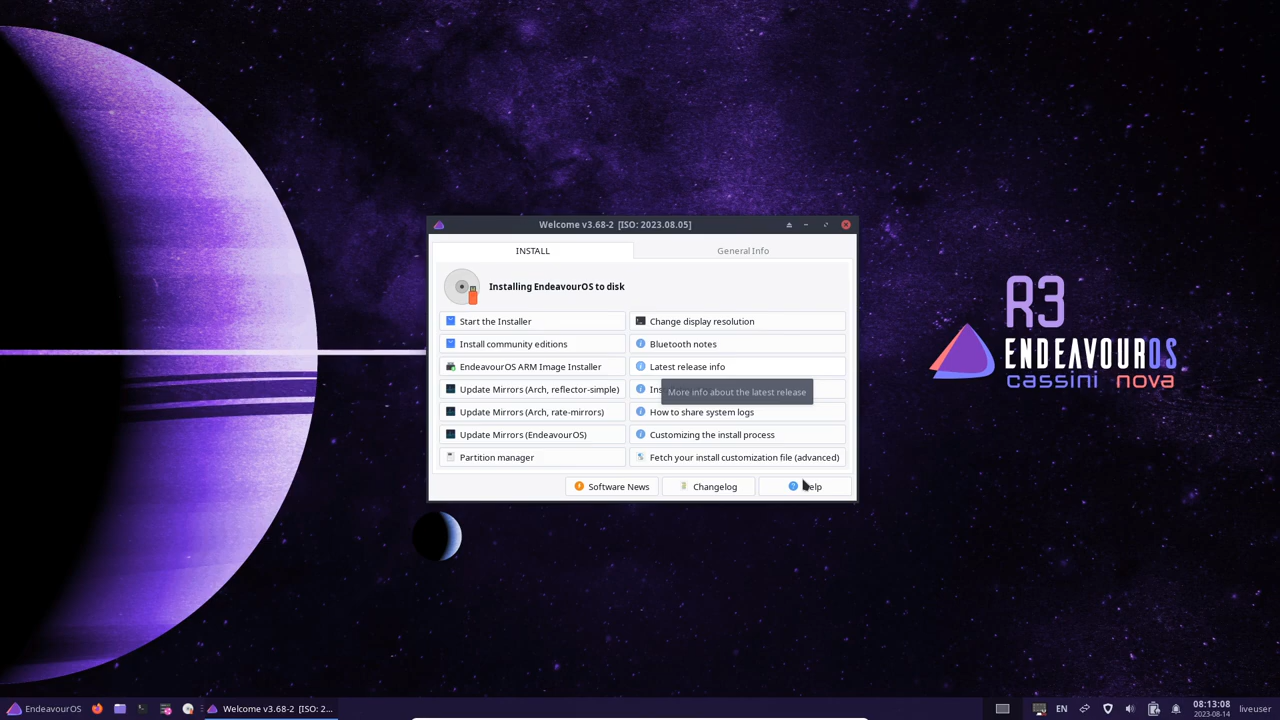 Welcome v3.68-2 [ISO: 2023.08.05]
INSTALL
General Info
Installing EndeavourOS to disk
Start the Installer
Change display resolution
Install community editions
Bluetooth notes
EndeavourOS ARM Image Installer
Latest release info
Update Mirrors (Arch, reflector-simple)
More info about the latest release
Update Mirrors (Arch, rate-mirrors)
How to share system logs
Update Mirrors (EndeavourOS)
Customizing the install process
Partition manager
Fetch your install customization file (advanced)
Software News
Changelog
R3
ENDEAVOUROS
cassini nova
EndeavourOS
Welcome v3.68-2 [ISO: 2...
EN
08:13:08
2023-08-14
liveuser